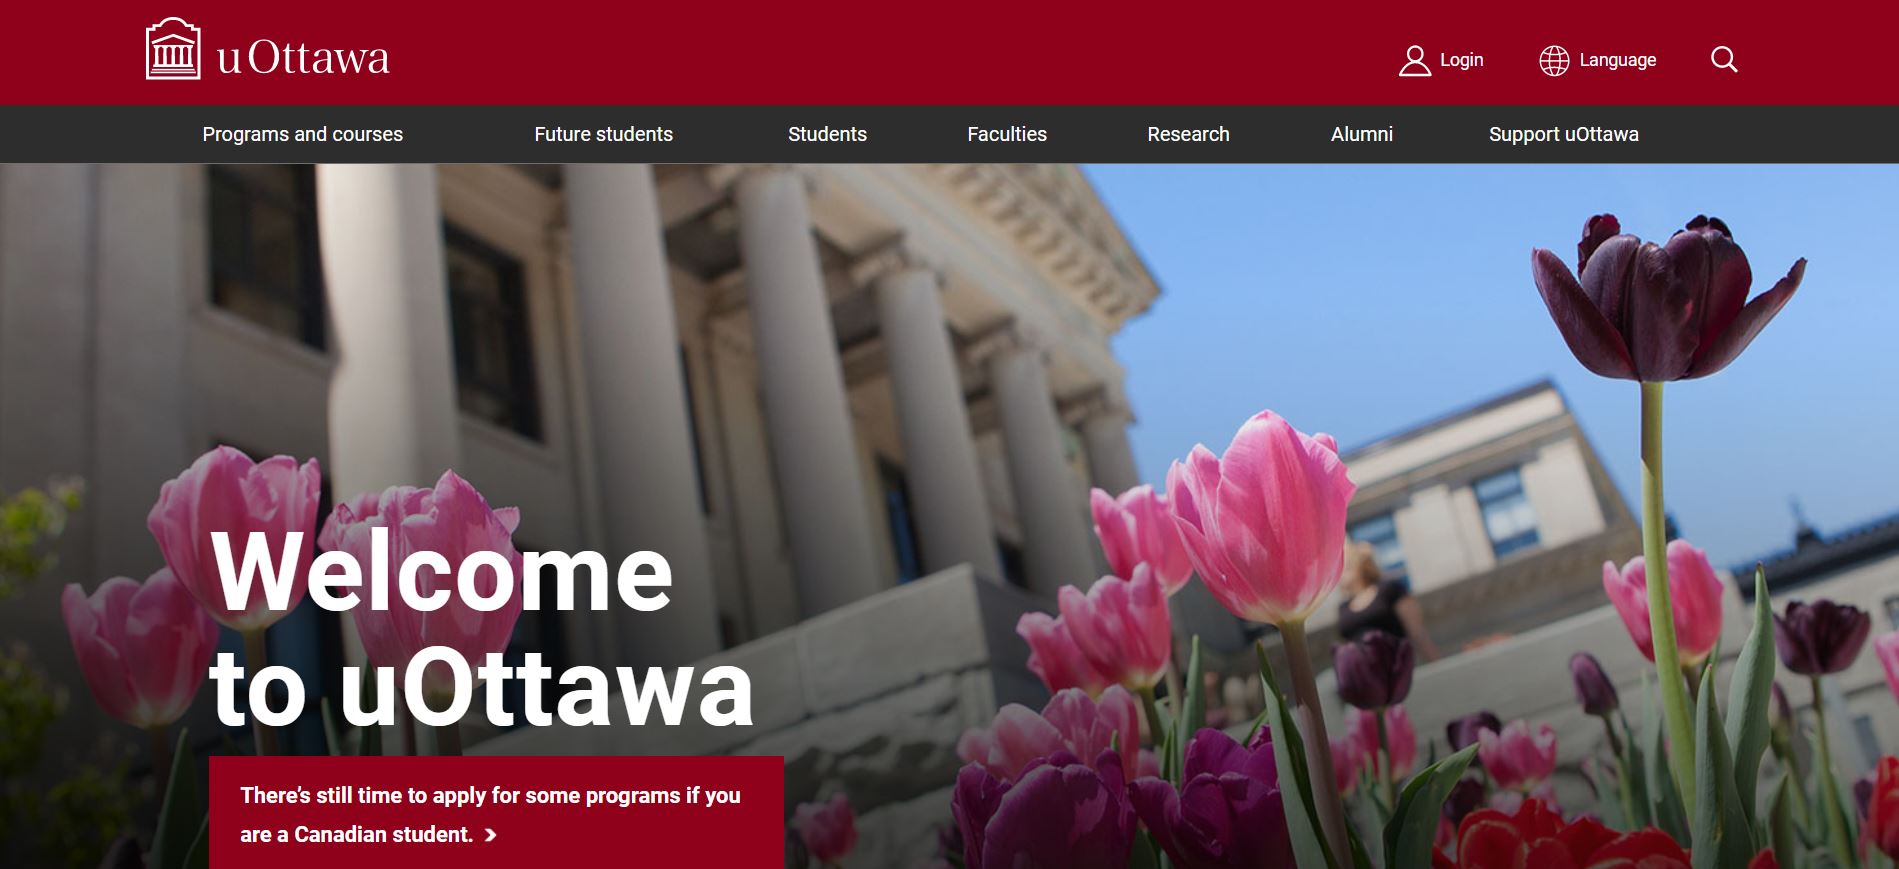 uOttawa
Login
Language
Programs and courses
Future students
Students
Faculties
Research
Alumni
Support uOttawa
Welcome
to uOttawa
There's still time to apply for some programs if you
are a Canadian student.